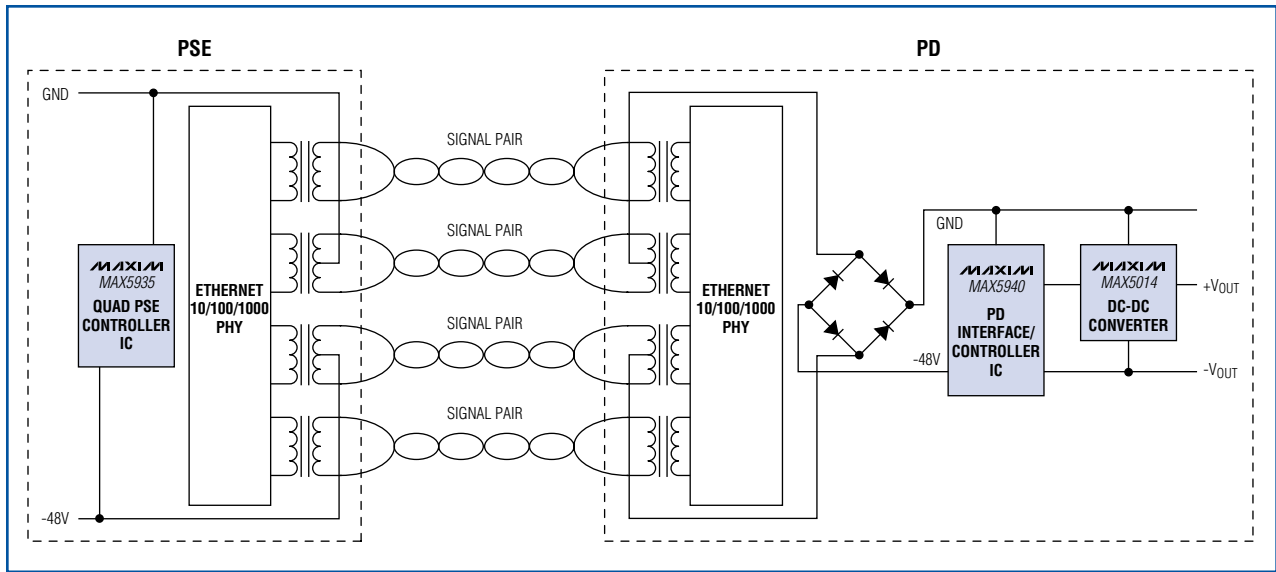 PSE
PD
GND
SIGNAL PAIR
SIGNAL PAIR
SIGNAL PAIR
SIGNAL PAIR
MAXIM
MAX5935
QUAD PSE
CONTROLLER
IC
ETHERNET
10/100/1000
PHY
-48V
ETHERNET
10/100/1000
PHY
GND
-48V
MAXIM
MAX5940
PD
INTERFACE/
CONTROLLER
IC
MAXIM
MAX5014
DC-DC
CONVERTER
+VOUT
-VOUT